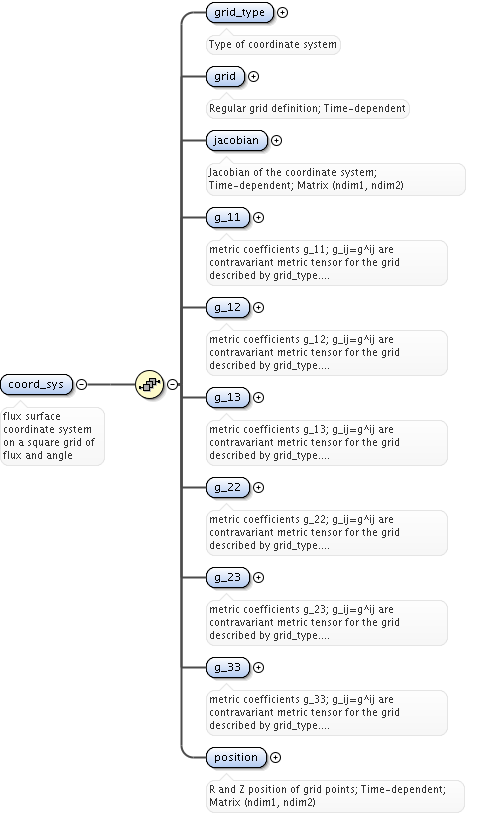 grid_type
Type of coordinate system
grid
Regular grid definition; Time-dependent
jacobian
Jacobian of the coordinate system;
Time-dependent; Matrix (ndim1, ndim2)
g_11
metric coefficients g_11; g_ij=g^ij are
contravariant metric tensor for the grid
described by grid_type....
g_12
metric coefficients g_12; g_ij=g^ij are
contravariant metric tensor for the grid
described by grid_type....
coord_sys
flux surface
coordinate system
on a square grid of
flux and angle
g_13
metric coefficients g_13; g_ij=g^ij are
contravariant metric tensor for the grid
described by grid_type....
g_22
metric coefficients g_22; g_ij=g^ij are
contravariant metric tensor for the grid
described by grid_type....
g_23
metric coefficients g_23; g_ij=g^ij are
contravariant metric tensor for the grid
described by grid_type....
g_33
metric coefficients g_33; g_ij=g^ij are
contravariant metric tensor for the grid
described by grid_type....
position
R and Z position of grid points; Time-dependent;
Matrix (ndim1, ndim2)